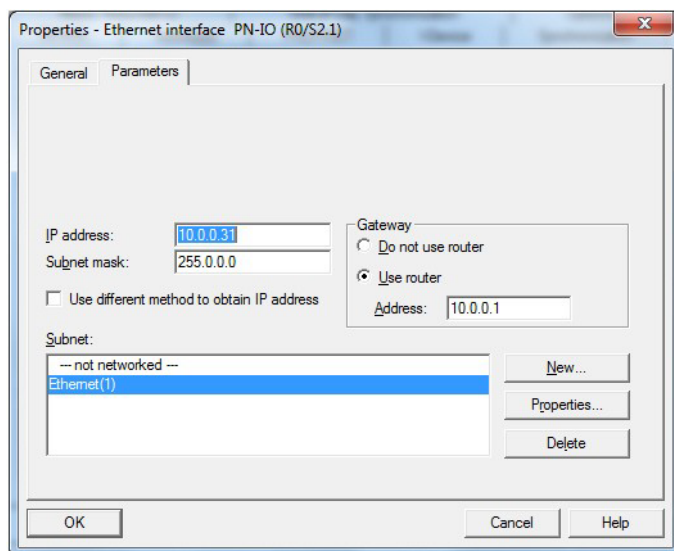 Properties - Ethernet interface PN-IO (R0/S2.1)
General
Parameters
IP address:
10.0.0.31
Subnet mask:
255.0.0.0
Use different method to obtain IP address
Gateway
Do not use router
Use router
Address:
10.0.0.1
Subnet:
--- not networked ---
Ethernet(1)
New...
Properties...
Delete
OK
Cancel
Help